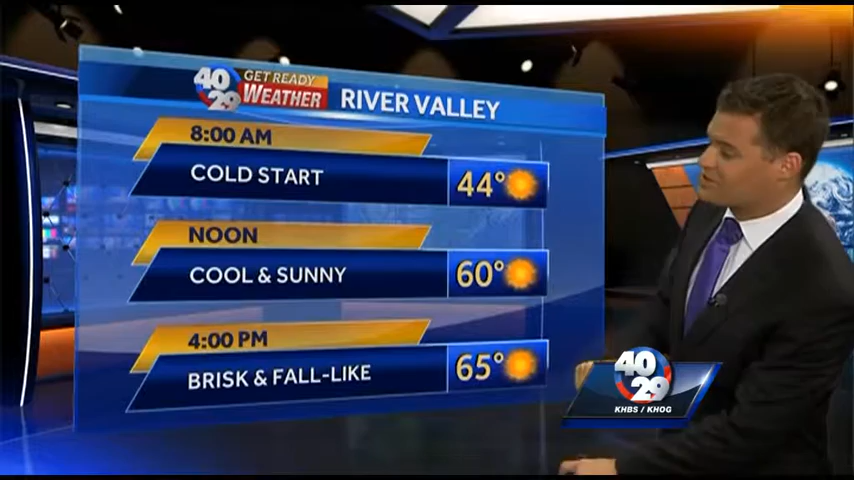 40 29 GET READY WEATHER RIVER VALLEY
8:00 AM
COLD START 44°
NOON
COOL & SUNNY 60°
4:00 PM
BRISK & FALL-LIKE 65°
40 29
KHBS / KHOG